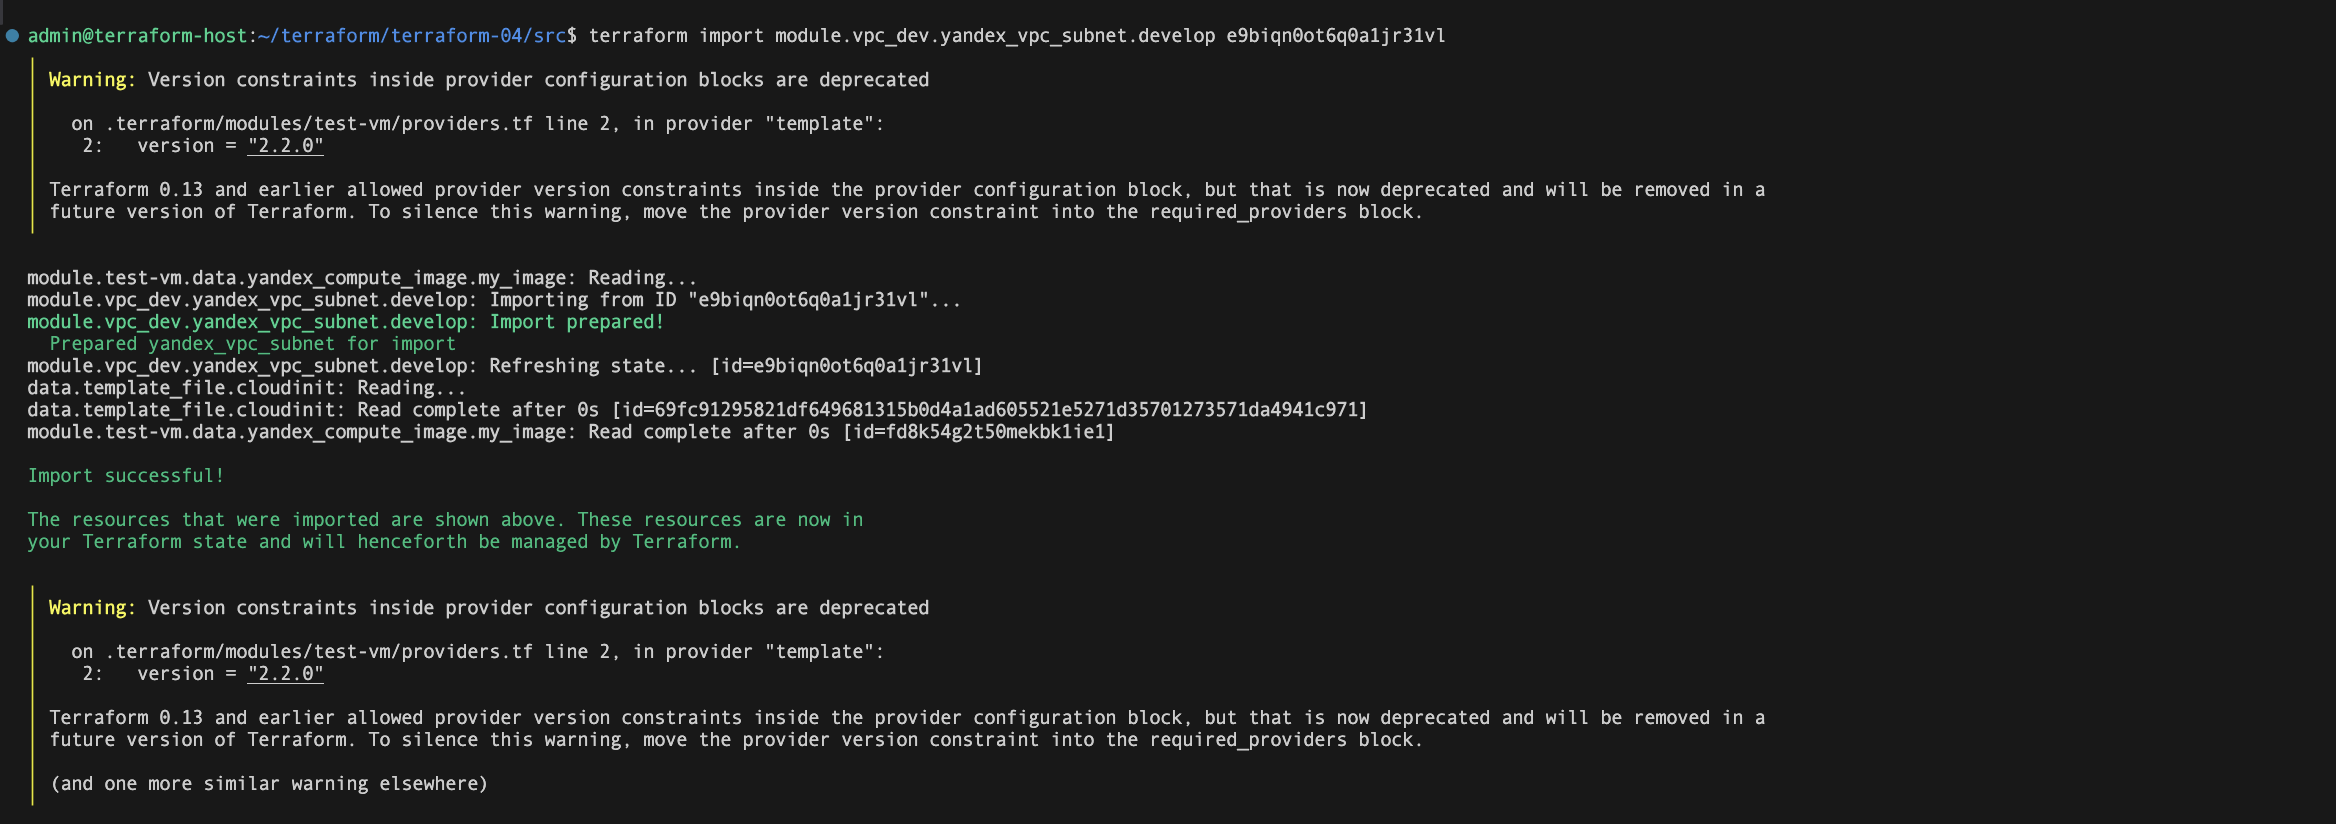 admin@terraform-host:~/terraform/terraform-04/src$ terraform import module.vpc_dev.yandex_vpc_subnet.develop e9biqn0ot6q0a1jr31vl
Warning: Version constraints inside provider configuration blocks are deprecated
on .terraform/modules/test-vm/providers.tf line 2, in provider "template":
2: version = "2.2.0"
Terraform 0.13 and earlier allowed provider version constraints inside the provider configuration block, but that is now deprecated and will be removed in a
future version of Terraform. To silence this warning, move the provider version constraint into the required_providers block.
module.test-vm.data.yandex_compute_image.my_image: Reading...
module.vpc_dev.yandex_vpc_subnet.develop: Importing from ID "e9biqn0ot6q0a1jr31vl"...
module.vpc_dev.yandex_vpc_subnet.develop: Import prepared!
Prepared yandex_vpc_subnet for import
module.vpc_dev.yandex_vpc_subnet.develop: Refreshing state... [id=e9biqn0ot6q0a1jr31vl]
data.template_file.cloudinit: Reading...
data.template_file.cloudinit: Read complete after 0s [id=69fc91295821df649681315b0d4a1ad605521e5271d35701273571da4941c971]
module.test-vm.data.yandex_compute_image.my_image: Read complete after 0s [id=fd8k54g2t50mekbk1ie1]
Import successful!
The resources that were imported are shown above. These resources are now in
your Terraform state and will henceforth be managed by Terraform.
Warning: Version constraints inside provider configuration blocks are deprecated
on .terraform/modules/test-vm/providers.tf line 2, in provider "template":
2: version = "2.2.0"
Terraform 0.13 and earlier allowed provider version constraints inside the provider configuration block, but that is now deprecated and will be removed in a
future version of Terraform. To silence this warning, move the provider version constraint into the required_providers block.
(and one more similar warning elsewhere)